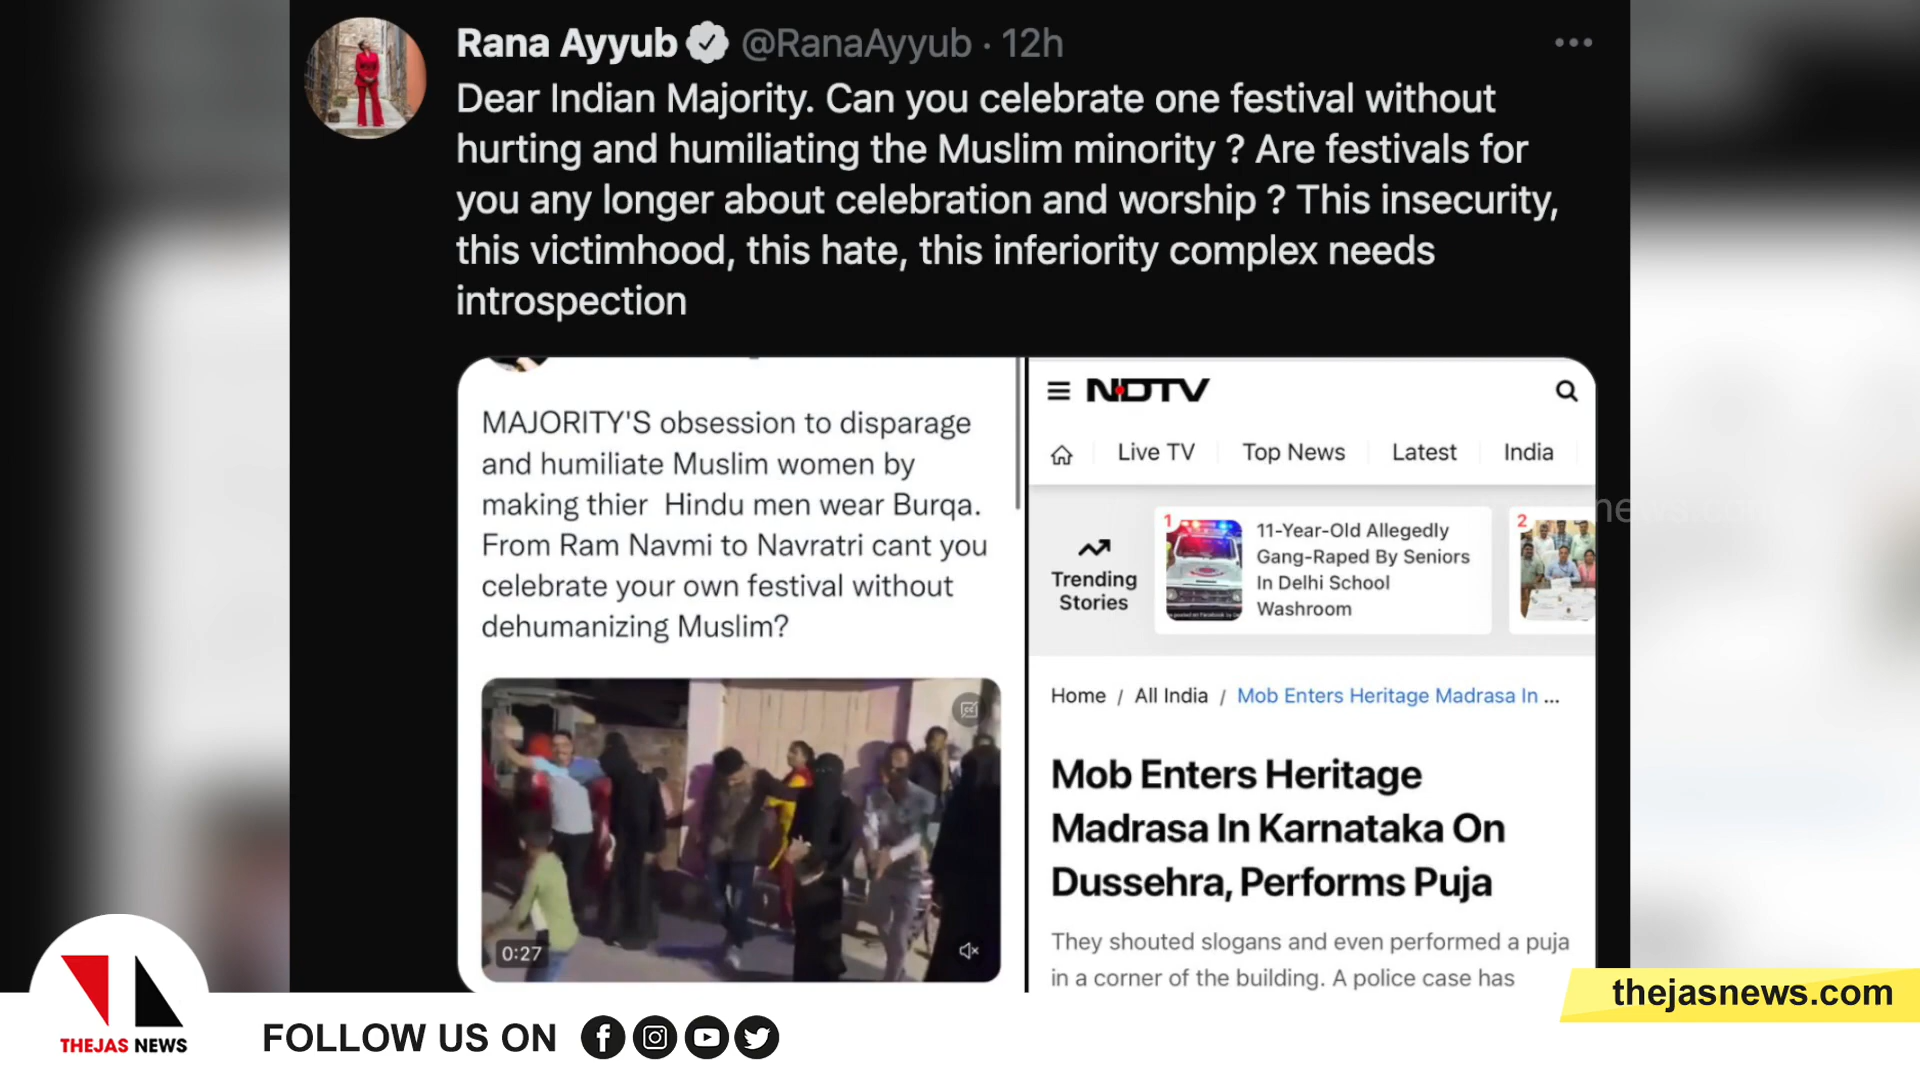 Rana Ayyub @RanaAyyub · 12h
Dear Indian Majority. Can you celebrate one festival without
hurting and humiliating the Muslim minority ? Are festivals for
you any longer about celebration and worship ? This insecurity,
this victimhood, this hate, this inferiority complex needs
introspection
MAJORITY'S obsession to disparage
and humiliate Muslim women by
making thier Hindu men wear Burqa.
From Ram Navmi to Navratri cant you
celebrate your own festival without
dehumanizing Muslim?
0:27
NDTV
Live TV
Top News
Latest
India
Trending
Stories
1
11-Year-Old Allegedly
Gang-Raped By Seniors
In Delhi School
Washroom
2
Home / All India / Mob Enters Heritage Madrasa In ...
Mob Enters Heritage
Madrasa In Karnataka On
Dussehra, Performs Puja
They shouted slogans and even performed a puja
in a corner of the building. A police case has
thejasnews.com
THEJAS NEWS
FOLLOW US ON